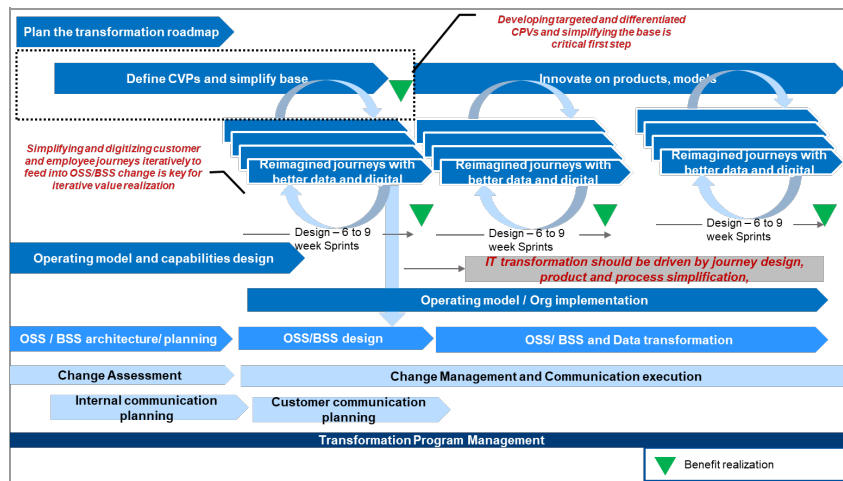 Plan the transformation roadmap
Developing targeted and differentiated
CPVs and simplifying the base is
critical first step
Define CVPs and simplify base
Innovate on products, models
Simplifying and digitizing customer
and employee journeys iteratively to
feed into OSS/BSS change is key for
iterative value realization
Reimagined journeys with
better data and digital
Reimagined journeys with
better data and digital
Reimagined journeys with
better data and digital
Design – 6 to 9
week Sprints
Design – 6 to 9
week Sprints
Design – 6 to 9
week Sprints
Operating model and capabilities design
IT transformation should be driven by journey design,
product and process simplification,
Operating model / Org implementation
OSS / BSS architecture/ planning
OSS/BSS design
OSS/ BSS and Data transformation
Change Assessment
Change Management and Communication execution
Internal communication
planning
Customer communication
planning
Transformation Program Management
Benefit realization